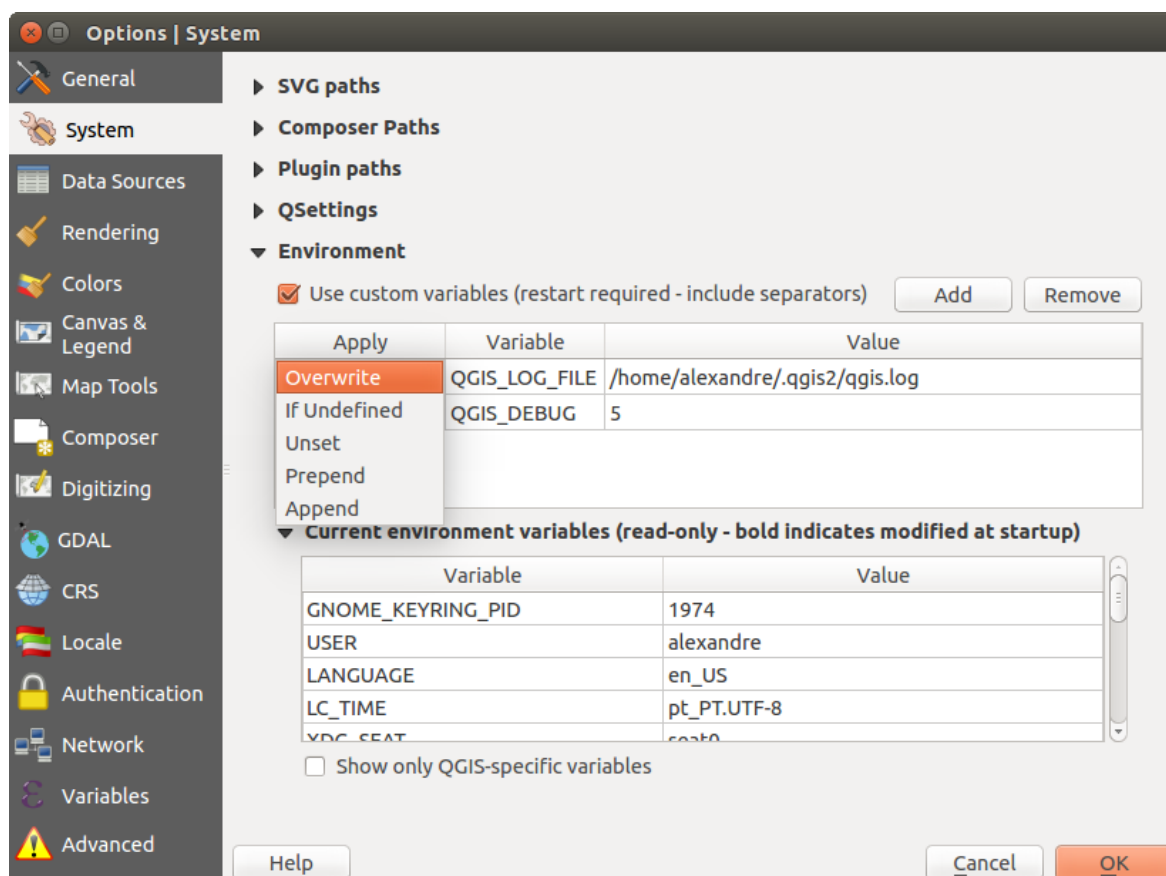 Options | System
General
System
Data Sources
Rendering
Colors
Canvas &
Legend
Map Tools
Composer
Digitizing
GDAL
CRS
Locale
Authentication
Network
Variables
Advanced
SVG paths
Composer Paths
Plugin paths
QSettings
Environment
Use custom variables (restart required - include separators) Add Remove
Apply Variable Value
Overwrite QGIS_LOG_FILE /home/alexandre/.qgis2/qgis.log
If Undefined QGIS_DEBUG 5
Unset
Prepend
Append
Current environment variables (read-only - bold indicates modified at startup)
Variable Value
GNOME_KEYRING_PID 1974
USER alexandre
LANGUAGE en_US
LC_TIME pt_PT.UTF-8
XDG_SEAT seat0
Show only QGIS-specific variables
Help Cancel OK